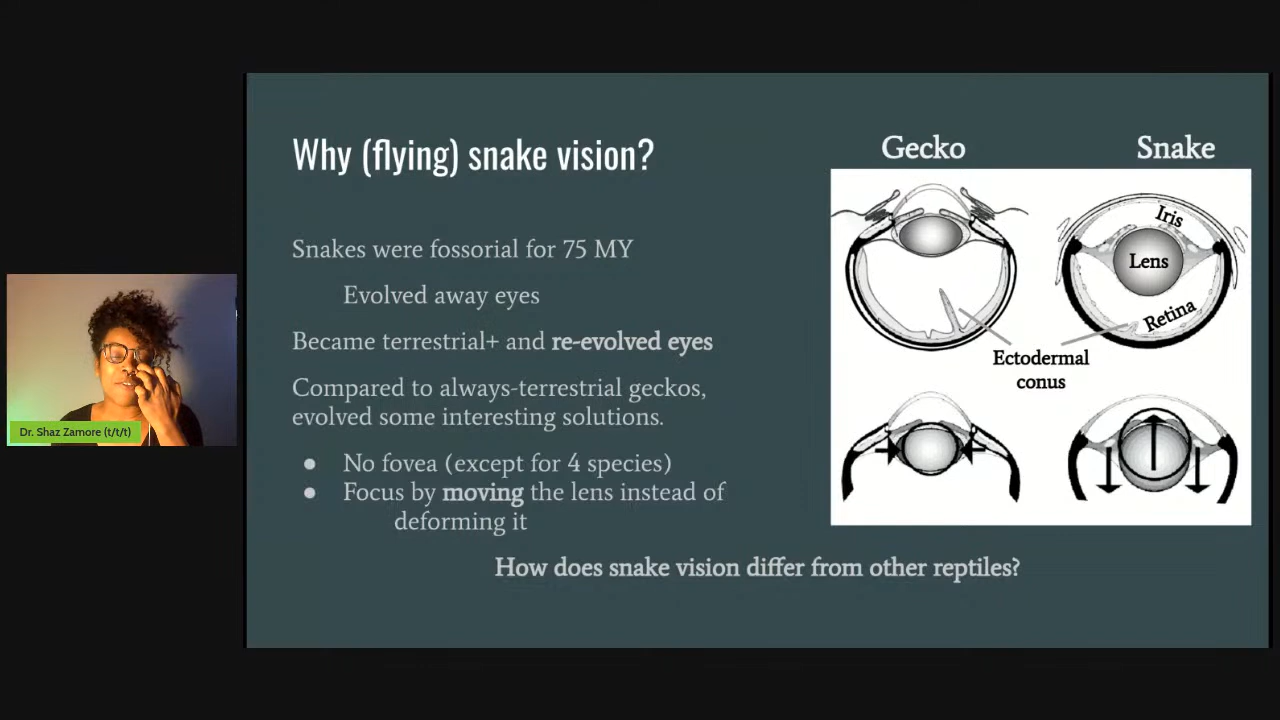 Why (flying) snake vision?
Snakes were fossorial for 75 MY
Evolved away eyes
Became terrestrial+ and re-evolved eyes
Compared to always-terrestrial geckos,
evolved some interesting solutions.
● No fovea (except for 4 species)
● Focus by moving the lens instead of
deforming it
How does snake vision differ from other reptiles?
Gecko
Snake
Iris
Lens
Retina
Ectodermal
conus
Dr. Shaz Zamore (t/t/t)